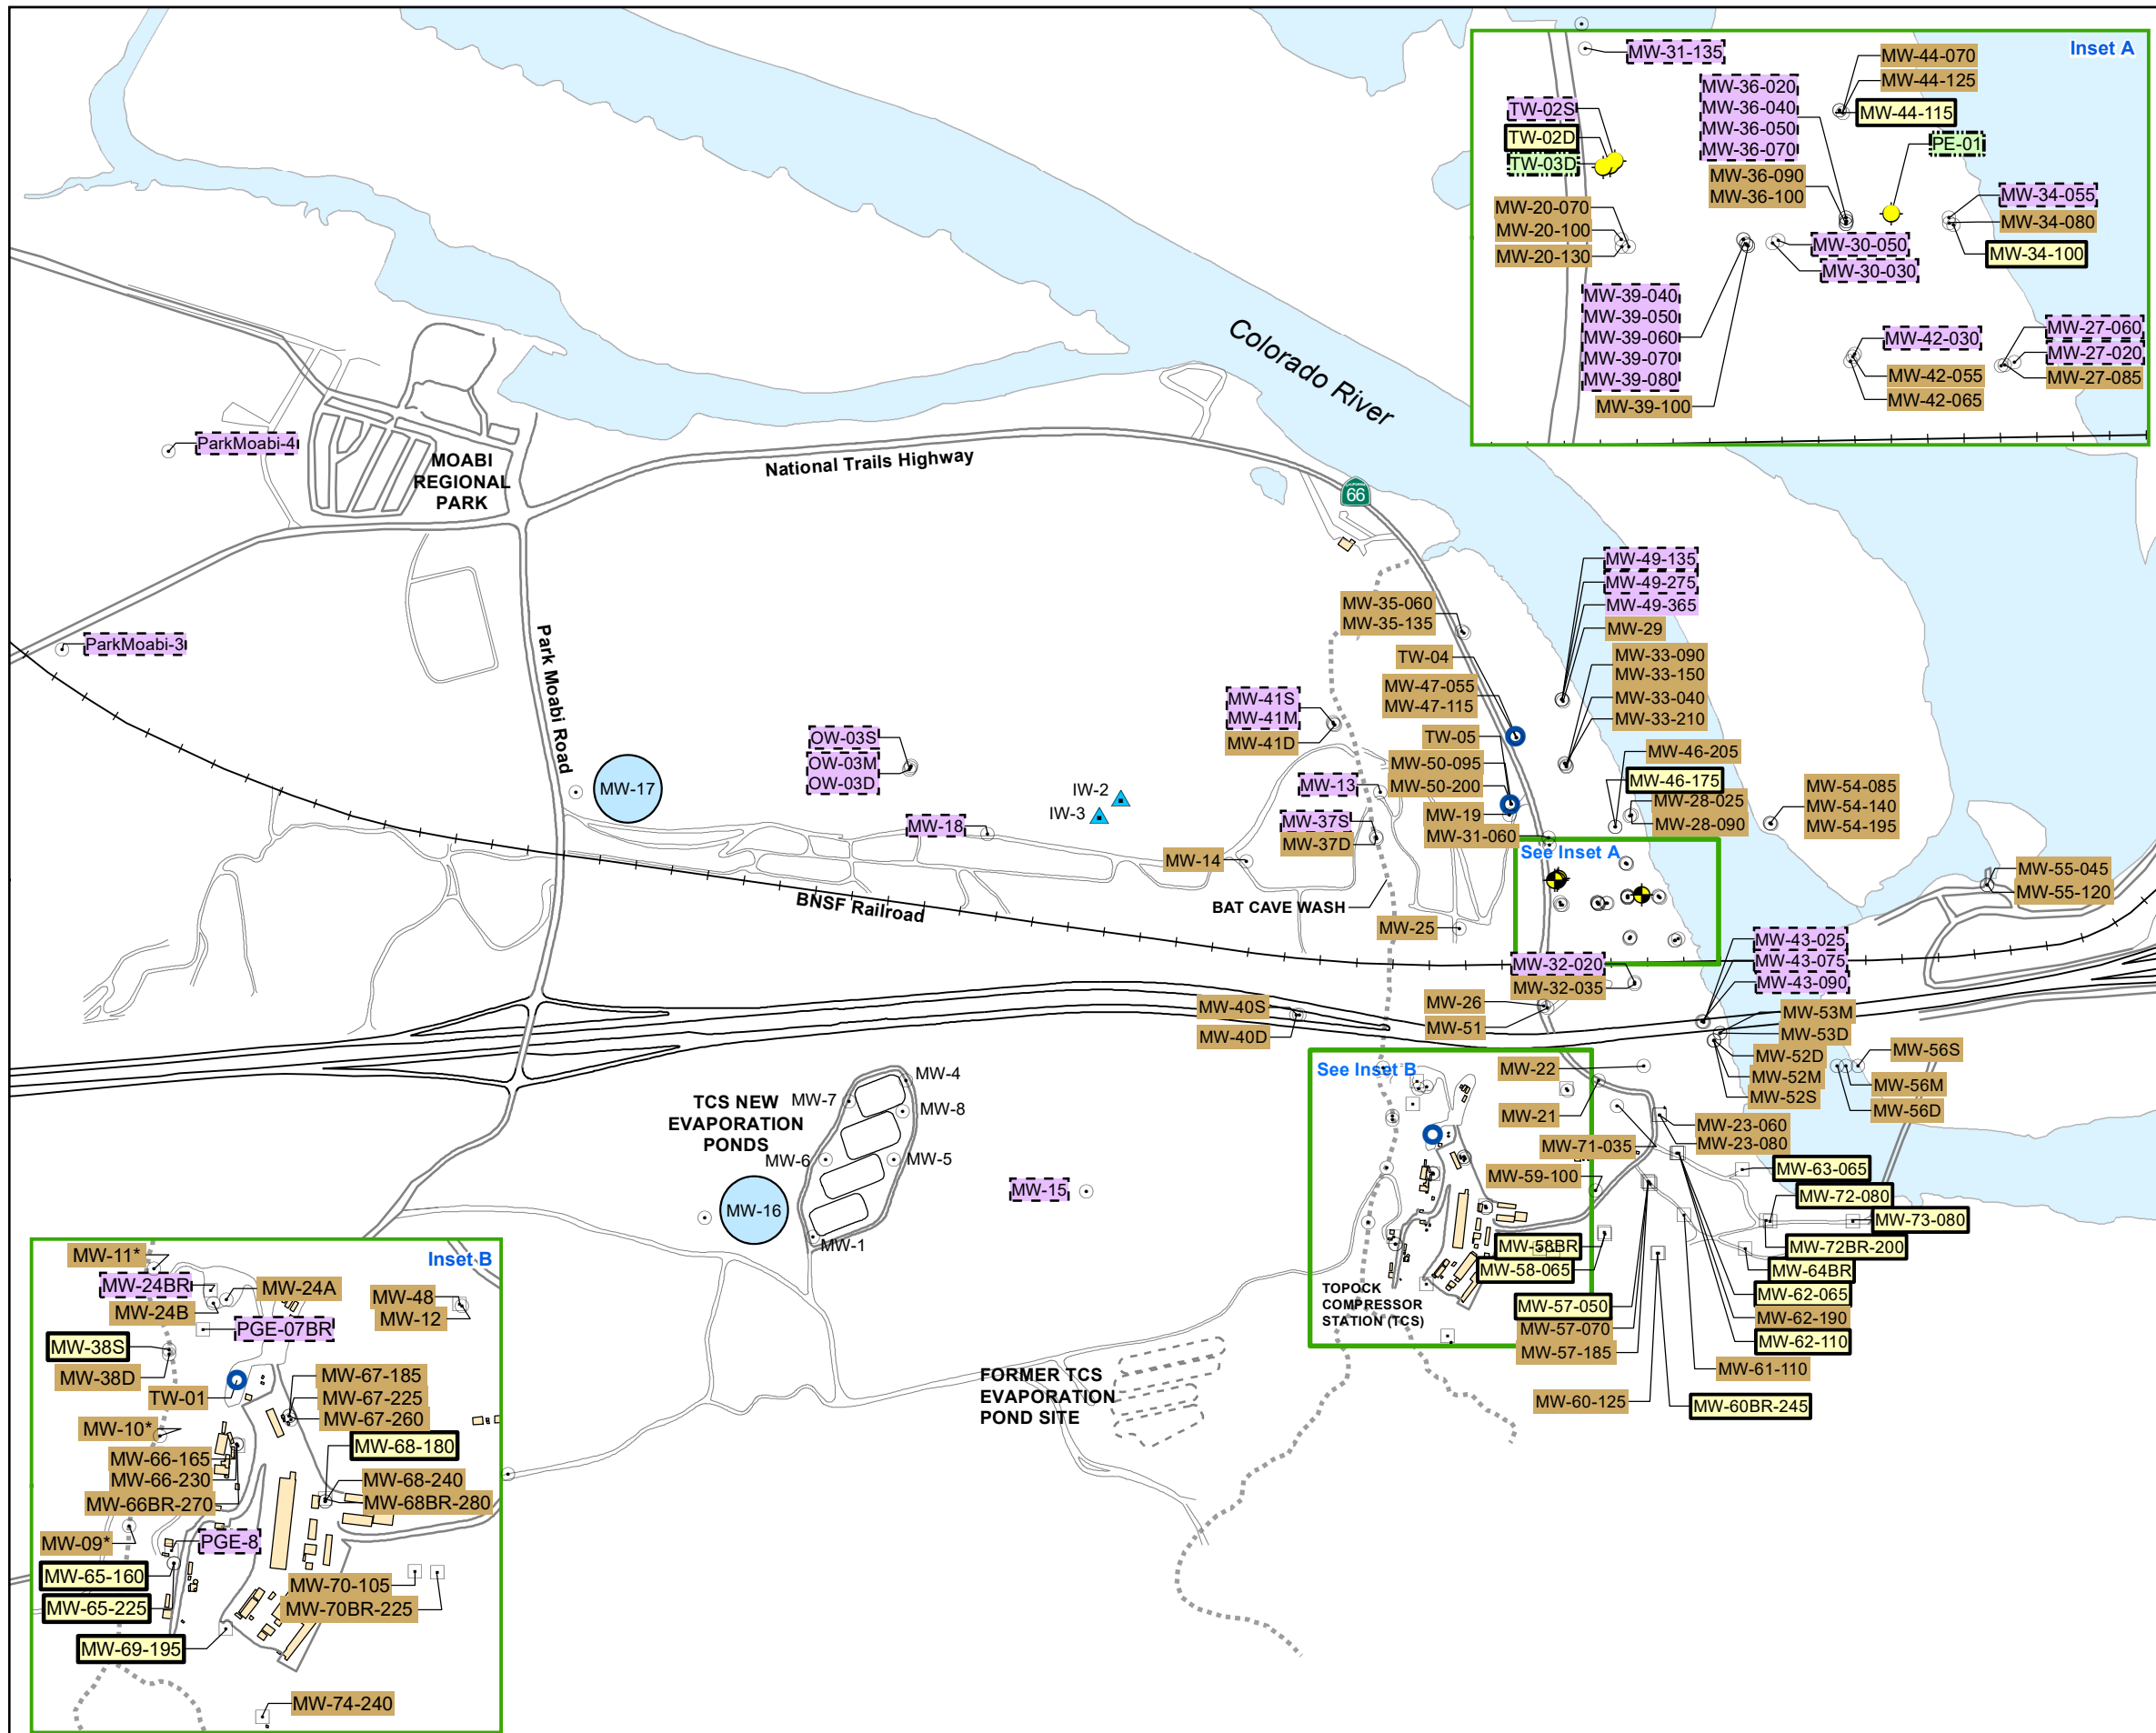 Inset A
MW-31-135
MW-44-070
MW-44-125
MW-44-115
MW-36-020
MW-36-040
MW-36-050
MW-36-070
TW-02S
TW-02D
TW-03D
PE-01
MW-36-090
MW-36-100
MW-34-055
MW-34-080
MW-34-100
MW-20-070
MW-20-100
MW-20-130
MW-30-050
MW-30-030
MW-39-040
MW-39-050
MW-39-060
MW-39-070
MW-39-080
MW-39-100
MW-42-030
MW-42-055
MW-42-065
MW-27-060
MW-27-020
MW-27-085
Colorado River
ParkMoabi-4
MOABI
REGIONAL
PARK
National Trails Highway
CALIFORNIA
66
ParkMoabi-3
Park Moabi Road
MW-49-135
MW-49-275
MW-49-365
MW-29
MW-35-060
MW-35-135
TW-04
MW-33-090
MW-33-150
MW-33-040
MW-33-210
MW-47-055
MW-47-115
MW-41S
MW-41M
MW-41D
TW-05
MW-50-095
MW-50-200
MW-46-205
MW-46-175
MW-28-025
MW-28-090
MW-54-085
MW-54-140
MW-54-195
OW-03S
OW-03M
OW-03D
MW-17
IW-2
IW-3
MW-13
MW-18
MW-37S
MW-37D
MW-19
MW-31-060
MW-14
See Inset A
MW-55-045
MW-55-120
BNSF Railroad
BAT CAVE WASH
MW-25
MW-43-025
MW-43-075
MW-43-090
MW-32-020
MW-32-035
MW-40S
MW-40D
MW-26
MW-51
MW-53M
MW-53D
MW-52D
MW-52M
MW-52S
MW-56S
MW-56M
MW-56D
See Inset B
MW-22
MW-21
MW-23-060
MW-23-080
MW-71-035
MW-59-100
MW-63-065
MW-72-080
MW-73-080
MW-72BR-200
MW-64BR
MW-58BR
MW-58-065
MW-62-065
MW-62-190
MW-62-110
MW-57-050
MW-57-070
MW-57-185
MW-61-110
MW-60-125
MW-60BR-245
TOPOCK
COMPRESSOR
STATION (TCS)
TCS NEW
EVAPORATION
PONDS
MW-4
MW-7
MW-8
MW-6
MW-5
MW-16
MW-1
MW-15
FORMER TCS
EVAPORATION
POND SITE
Inset B
MW-11*
MW-24BR
MW-24A
MW-24B
MW-48
MW-12
PGE-07BR
MW-38S
MW-38D
TW-01
MW-67-185
MW-67-225
MW-67-260
MW-10*
MW-68-180
MW-66-165
MW-66-230
MW-66BR-270
MW-68-240
MW-68BR-280
MW-09*
PGE-8
MW-65-160
MW-65-225
MW-70-105
MW-70BR-225
MW-69-195
MW-74-240